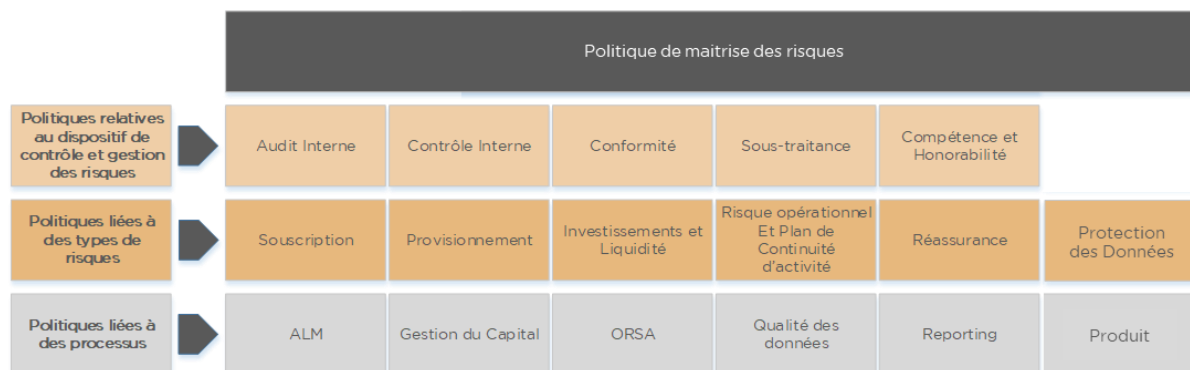 Politique de maitrise des risques
Politiques relatives
au dispositif de
contrôle et gestion
des risques
Audit Interne
Contrôle Interne
Conformité
Sous-traitance
Compétence et
Honorabilité
Politiques liées à
des types de
risques
Souscription
Provisionnement
Investissements et
Liquidité
Risque opérationnel
Et Plan de
Continuité
d'activité
Réassurance
Protection
des Données
Politiques liées à
des processus
ALM
Gestion du Capital
ORSA
Qualité des
données
Reporting
Produit